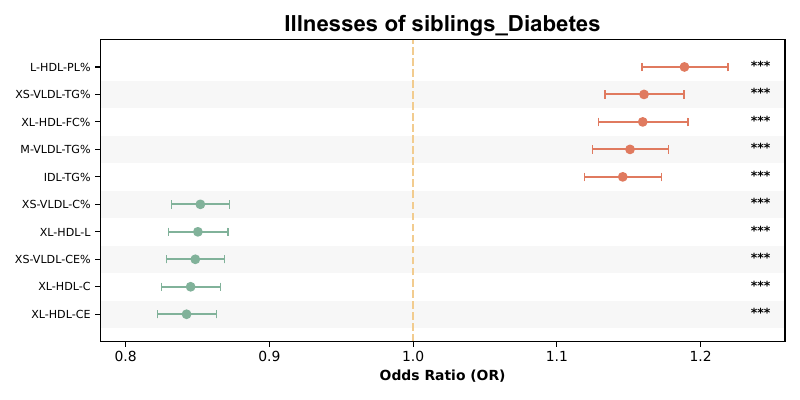 Illnesses of siblings_Diabetes
L-HDL-PL% ***
XS-VLDL-TG% ***
XL-HDL-FC% ***
M-VLDL-TG% ***
IDL-TG% ***
XS-VLDL-C% ***
XL-HDL-L ***
XS-VLDL-CE% ***
XL-HDL-C ***
XL-HDL-CE ***
0.8 0.9 1.0 1.1 1.2
Odds Ratio (OR)